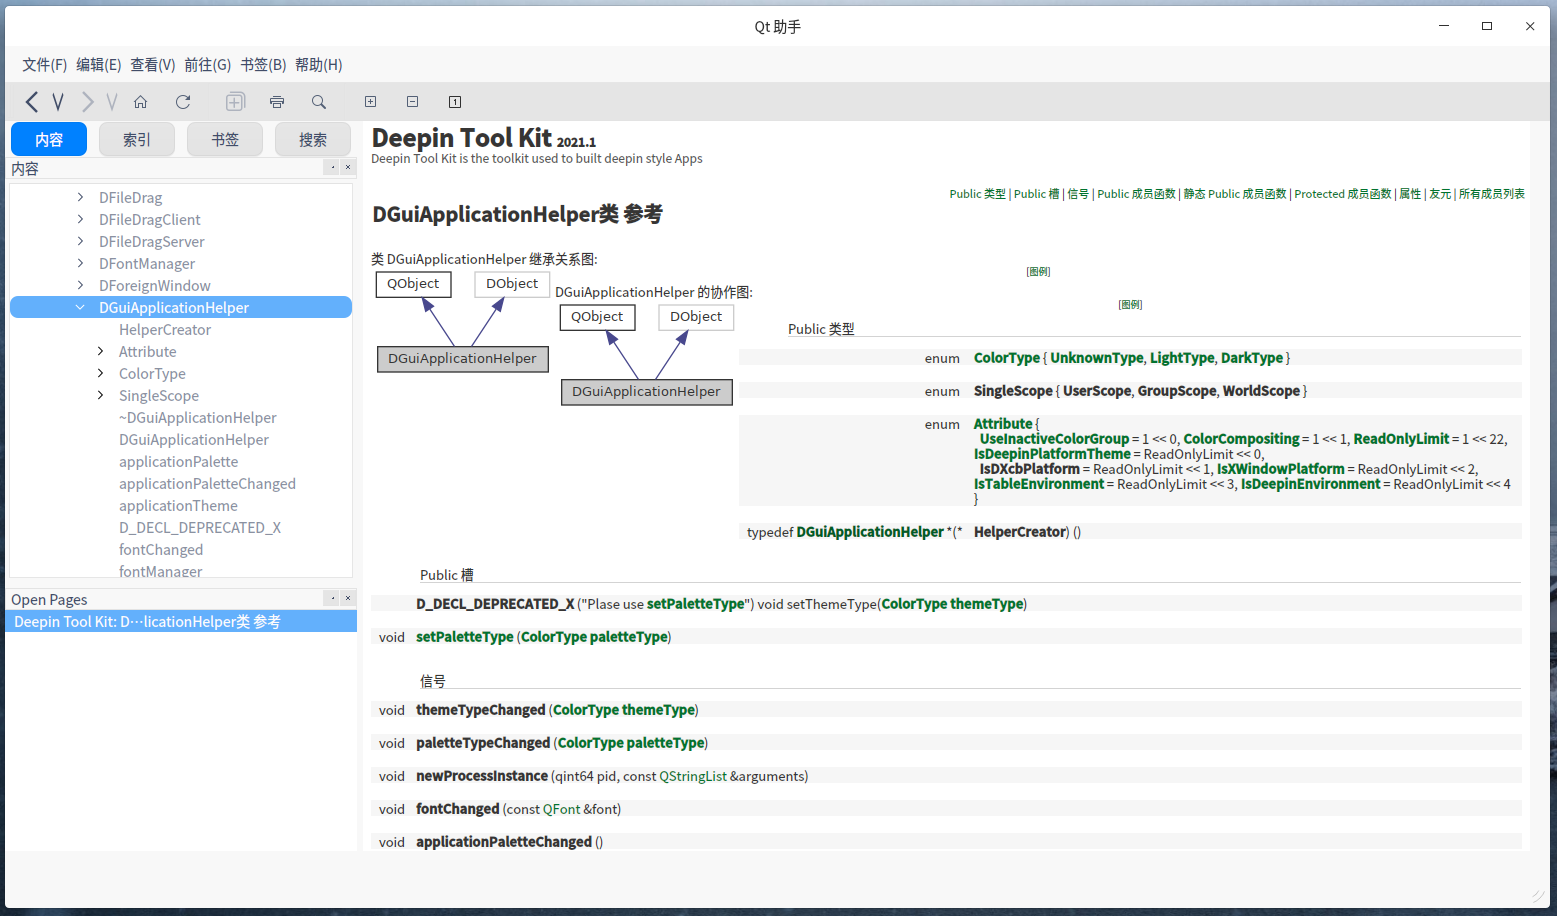 Qt 助手
文件(F) 编辑(E) 查看(V) 前往(G) 书签(B) 帮助(H)
1
内容 索引 书签 搜索
内容
DFileDrag
DFileDragClient
DFileDragServer
DFontManager
DForeignWindow
DGuiApplicationHelper
HelperCreator
Attribute
ColorType
SingleScope
~DGuiApplicationHelper
DGuiApplicationHelper
applicationPalette
applicationPaletteChanged
applicationTheme
D_DECL_DEPRECATED_X
fontChanged
fontManager
Open Pages
Deepin Tool Kit: D···licationHelper类 参考
Deepin Tool Kit 2021.1
Deepin Tool Kit is the toolkit used to built deepin style Apps
Public 类型 | Public 槽 | 信号 | Public 成员函数 | 静态 Public 成员函数 | Protected 成员函数 | 属性 | 友元 | 所有成员列表
DGuiApplicationHelper类 参考
类 DGuiApplicationHelper 继承关系图:
QObject DObject
DGuiApplicationHelper
[图例]
DGuiApplicationHelper 的协作图:
QObject DObject
DGuiApplicationHelper
[图例]
Public 类型
enum ColorType { UnknownType, LightType, DarkType }
enum SingleScope { UserScope, GroupScope, WorldScope }
enum Attribute {
UseInactiveColorGroup = 1 << 0, ColorCompositing = 1 << 1, ReadOnlyLimit = 1 << 22,
IsDeepinPlatformTheme = ReadOnlyLimit << 0,
IsDXcbPlatform = ReadOnlyLimit << 1, IsXWindowPlatform = ReadOnlyLimit << 2,
IsTableEnvironment = ReadOnlyLimit << 3, IsDeepinEnvironment = ReadOnlyLimit << 4
}
typedef DGuiApplicationHelper *(* HelperCreator) ()
Public 槽
D_DECL_DEPRECATED_X ("Plase use setPaletteType") void setThemeType(ColorType themeType)
void setPaletteType (ColorType paletteType)
信号
void themeTypeChanged (ColorType themeType)
void paletteTypeChanged (ColorType paletteType)
void newProcessInstance (qint64 pid, const QStringList &arguments)
void fontChanged (const QFont &font)
void applicationPaletteChanged ()